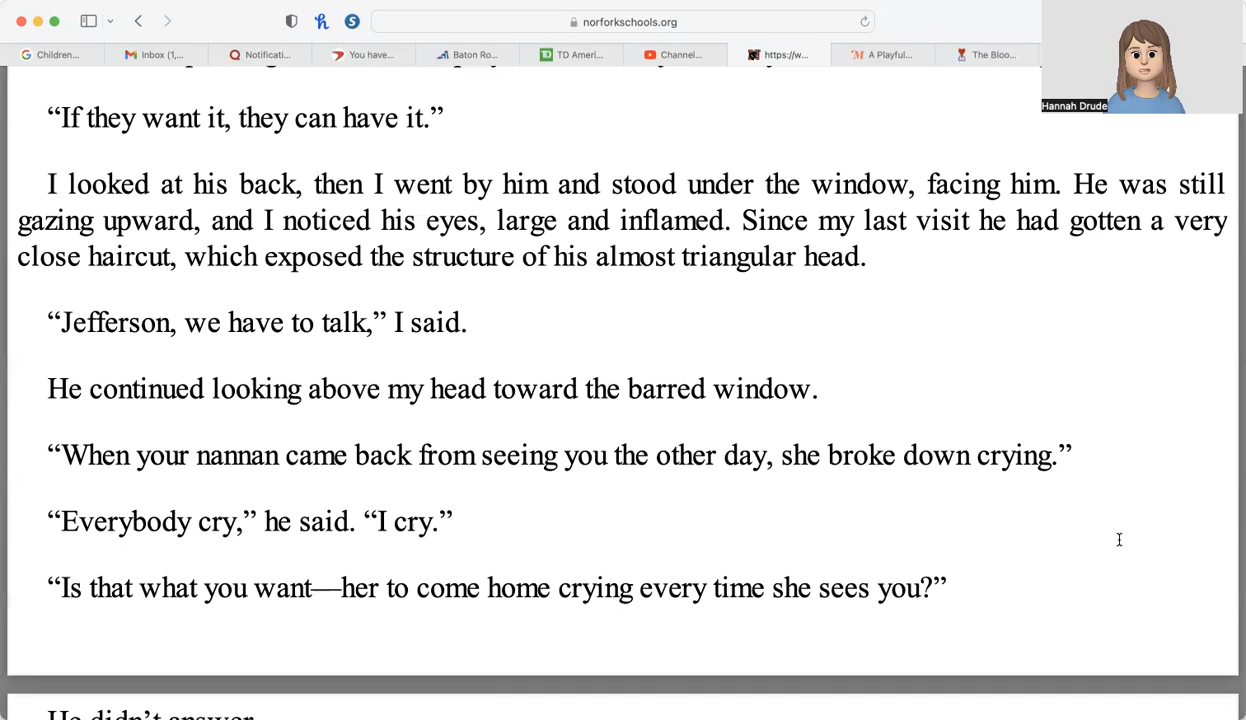 norforkschools.org
Children... Inbox (1,... Notificati... You have... Baton Ro... TD Ameri... Channel... https://w... A Playful... The Bloo...
Hannah Drude
“If they want it, they can have it.”
I looked at his back, then I went by him and stood under the window, facing him. He was still
gazing upward, and I noticed his eyes, large and inflamed. Since my last visit he had gotten a very
close haircut, which exposed the structure of his almost triangular head.
“Jefferson, we have to talk,” I said.
He continued looking above my head toward the barred window.
“When your nannan came back from seeing you the other day, she broke down crying.”
“Everybody cry,” he said. “I cry.”
“Is that what you want—her to come home crying every time she sees you?”
He didn’t answer.